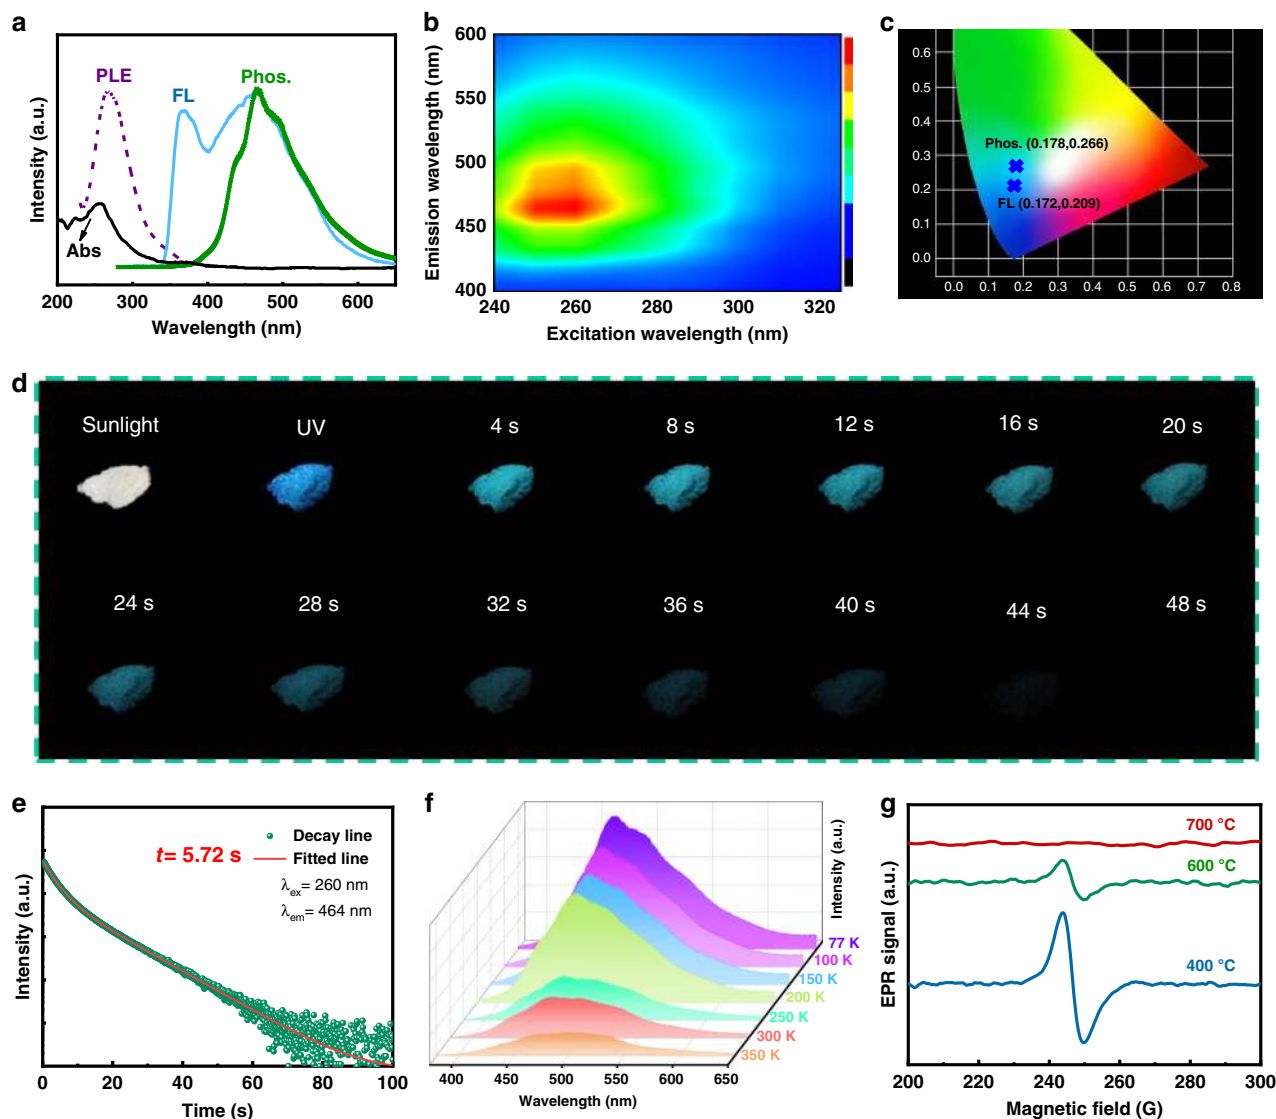 a
PLE
FL
Phos.
Abs
Intensity (a.u.)
200 300 400 500 600
Wavelength (nm)
b
600
550
500
450
400
Emission wavelength (nm)
240 260 280 300 320
Excitation wavelength (nm)
c
0.6
0.5
0.4
0.3
0.2
0.1
0.0
Phos. (0.178,0.266)
FL (0.172,0.209)
0.0 0.1 0.2 0.3 0.4 0.5 0.6 0.7 0.8
d
Sunlight UV 4 s 8 s 12 s 16 s 20 s
24 s 28 s 32 s 36 s 40 s 44 s 48 s
e
Decay line
t= 5.72 s
Fitted line
λex= 260 nm
λem= 464 nm
Intensity (a.u.)
0 20 40 60 80 100
Time (s)
f
Intensity (a.u.)
77 K
100 K
150 K
200 K
250 K
300 K
350 K
400 450 500 550 600 650
Wavelength (nm)
g
700 °C
600 °C
400 °C
EPR signal (a.u.)
200 220 240 260 280 300
Magnetic field (G)